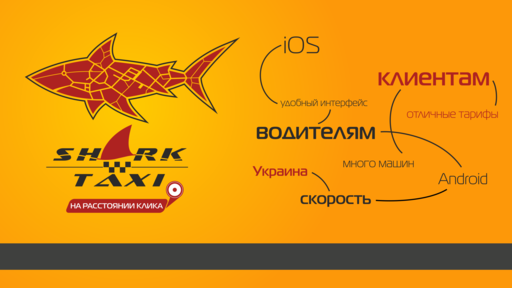 SHARK
TAXI
НА РАССТОЯНИИ КЛИКА
iOS
клиентам
удобный интерфейс
отличные тарифы
водителям
много машин
Украина
Android
скорость